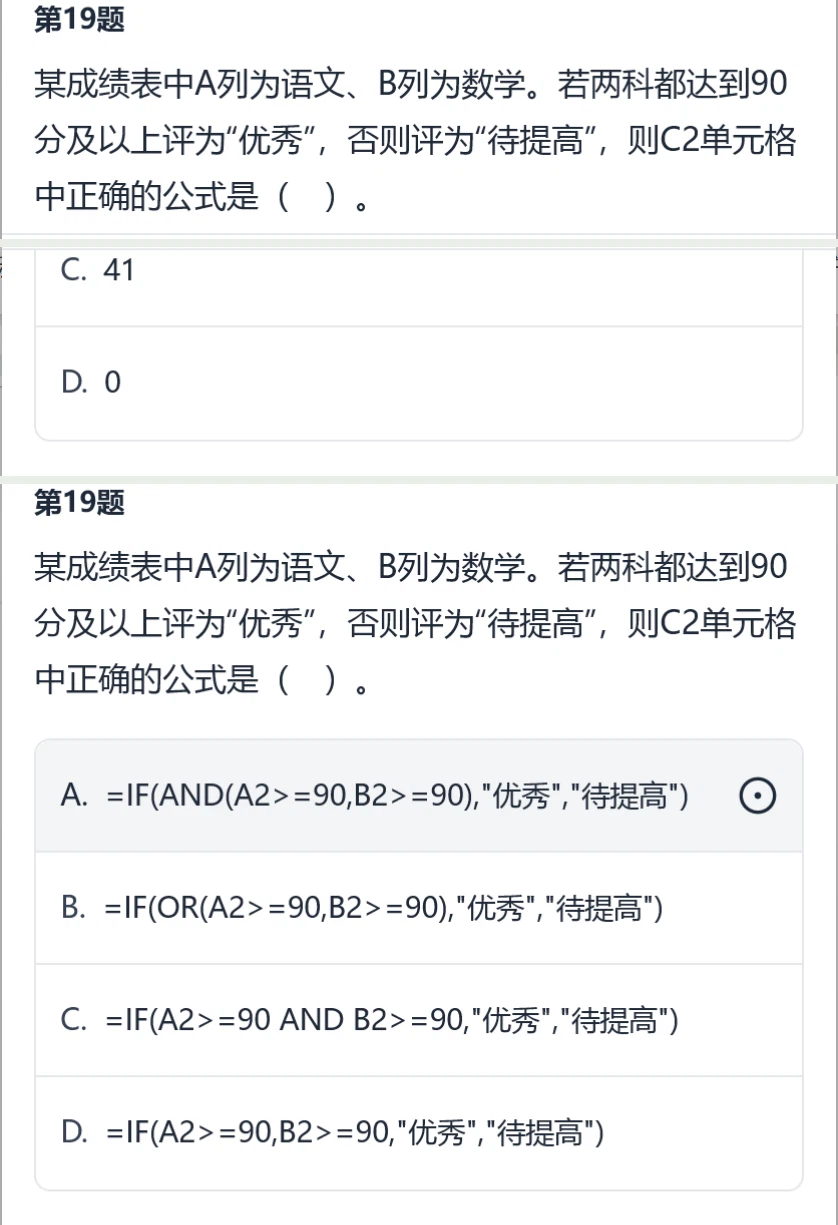 第19题
某成绩表中A列为语文、B列为数学。若两科都达到90
分及以上评为“优秀”，否则评为“待提高”，则C2单元格
中正确的公式是（　）。
C. 41
D. 0
第19题
某成绩表中A列为语文、B列为数学。若两科都达到90
分及以上评为“优秀”，否则评为“待提高”，则C2单元格
中正确的公式是（　）。
A. =IF(AND(A2>=90,B2>=90),"优秀","待提高")
B. =IF(OR(A2>=90,B2>=90),"优秀","待提高")
C. =IF(A2>=90 AND B2>=90,"优秀","待提高")
D. =IF(A2>=90,B2>=90,"优秀","待提高")